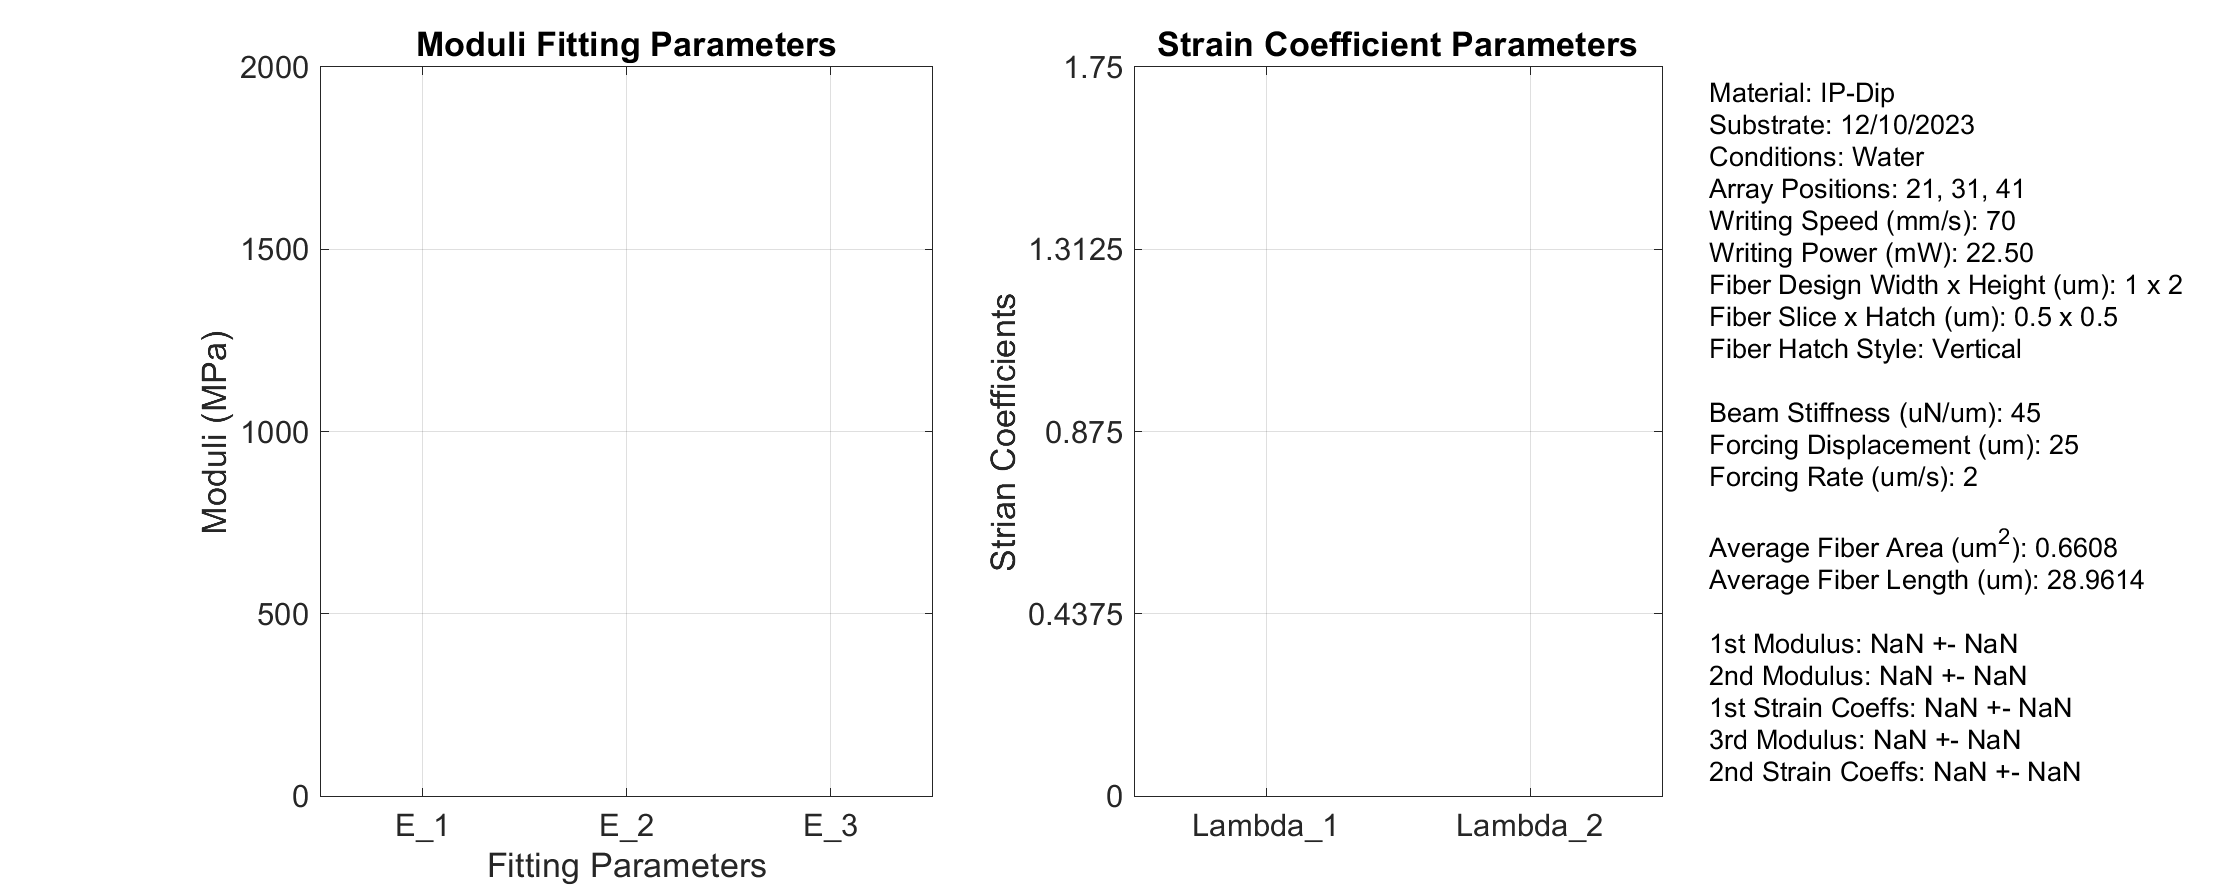 Moduli Fitting Parameters
2000
1500
1000
500
0
Moduli (MPa)
E_1 E_2 E_3
Fitting Parameters
Strain Coefficient Parameters
1.75
1.3125
0.875
0.4375
0
Strian Coefficients
Lambda_1 Lambda_2
Material: IP-Dip
Substrate: 12/10/2023
Conditions: Water
Array Positions: 21, 31, 41
Writing Speed (mm/s): 70
Writing Power (mW): 22.50
Fiber Design Width x Height (um): 1 x 2
Fiber Slice x Hatch (um): 0.5 x 0.5
Fiber Hatch Style: Vertical
Beam Stiffness (uN/um): 45
Forcing Displacement (um): 25
Forcing Rate (um/s): 2
Average Fiber Area (um²): 0.6608
Average Fiber Length (um): 28.9614
1st Modulus: NaN +- NaN
2nd Modulus: NaN +- NaN
1st Strain Coeffs: NaN +- NaN
3rd Modulus: NaN +- NaN
2nd Strain Coeffs: NaN +- NaN